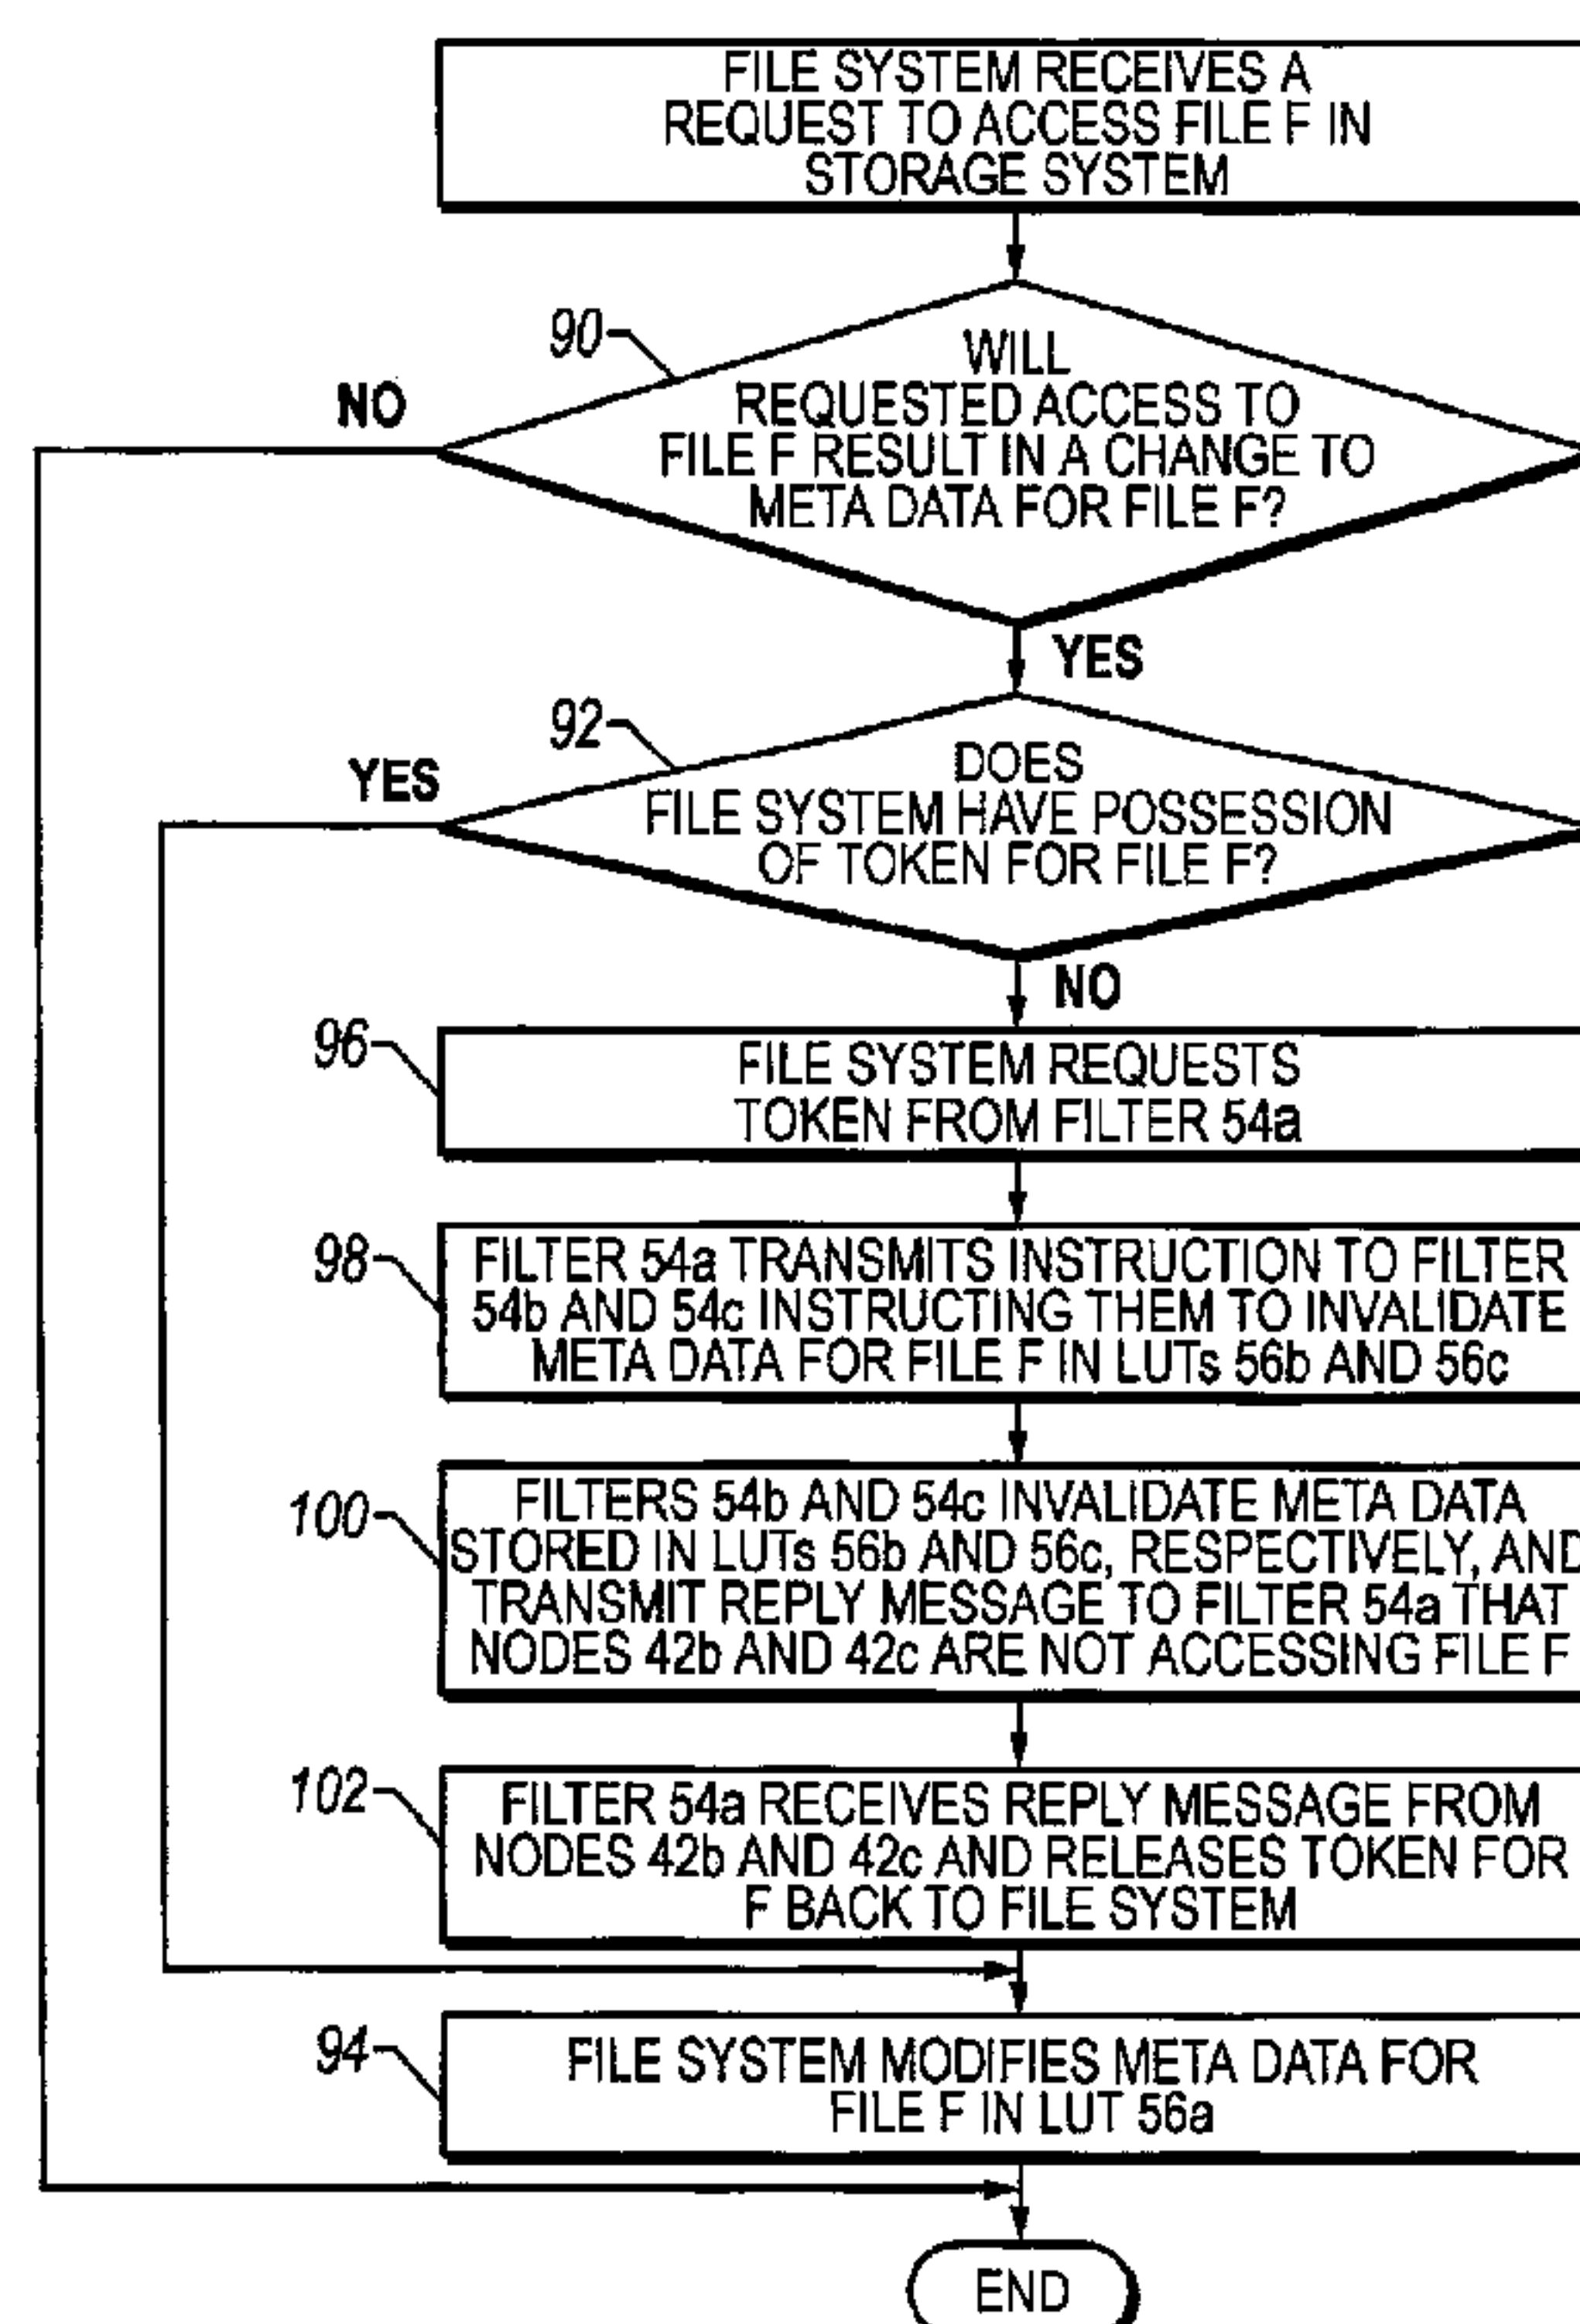 FILE SYSTEM RECEIVES A
REQUEST TO ACCESS FILE F IN
STORAGE SYSTEM
90
NO
WILL
REQUESTED ACCESS TO
FILE F RESULT IN A CHANGE TO
META DATA FOR FILE F?
YES
92
YES
DOES
FILE SYSTEM HAVE POSSESSION
OF TOKEN FOR FILE F?
NO
96
FILE SYSTEM REQUESTS
TOKEN FROM FILTER 54a
98
FILTER 54a TRANSMITS INSTRUCTION TO FILTER
54b AND 54c INSTRUCTING THEM TO INVALIDATE
META DATA FOR FILE F IN LUTs 56b AND 56c
100
FILTERS 54b AND 54c INVALIDATE META DATA
STORED IN LUTs 56b AND 56c, RESPECTIVELY, AND
TRANSMIT REPLY MESSAGE TO FILTER 54a THAT
NODES 42b AND 42c ARE NOT ACCESSING FILE F
102
FILTER 54a RECEIVES REPLY MESSAGE FROM
NODES 42b AND 42c AND RELEASES TOKEN FOR
F BACK TO FILE SYSTEM
94
FILE SYSTEM MODIFIES META DATA FOR
FILE F IN LUT 56a
END